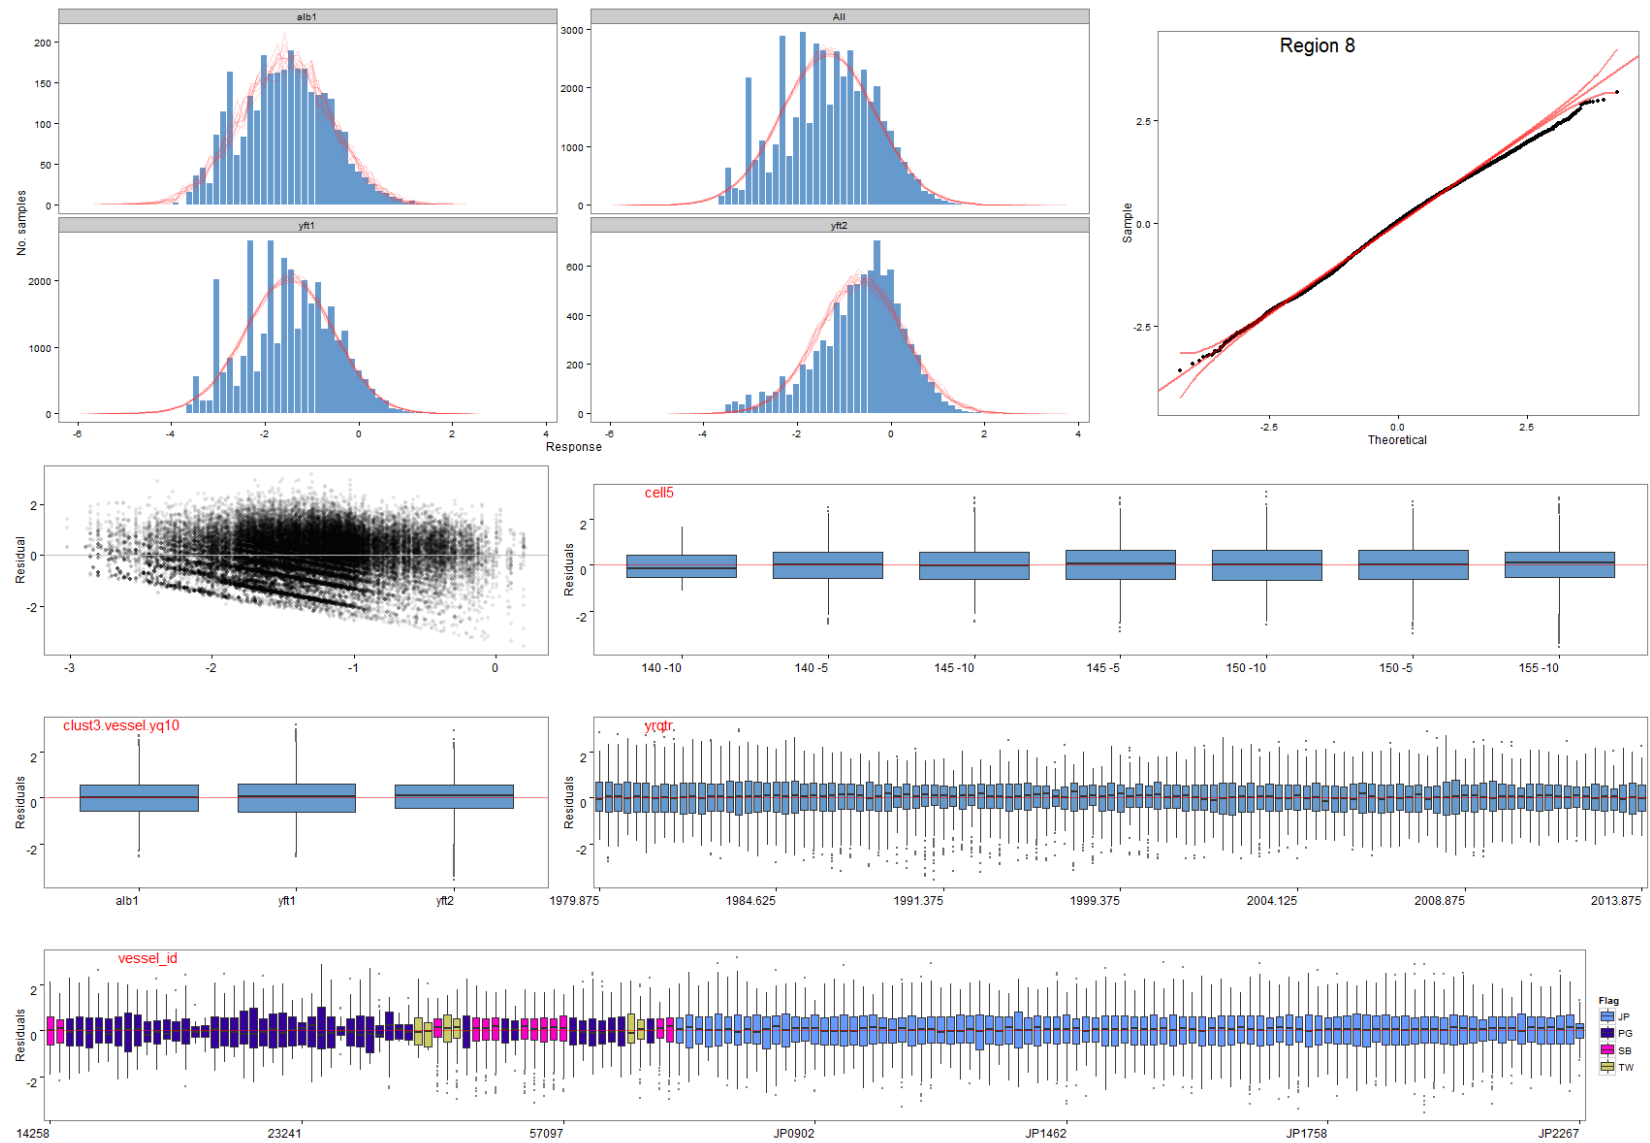 alb1
All
Region 8
200
150
100
50
0
3000
2000
1000
0
2.5
0.0
-2.5
Sample
No. samples
yft1
yft2
2000
1000
0
600
400
200
0
-6
-4
-2
0
2
4
-6
-4
-2
0
2
4
Response
-2.5
0.0
2.5
Theoretical
Residual
2
0
-2
-3
-2
-1
0
cell5
Residuals
2
0
-2
140 -10
140 -5
145 -10
145 -5
150 -10
150 -5
155 -10
clust3.vessel.yq10
Residuals
2
0
-2
alb1
yft1
yft2
yrqtr
Residuals
2
0
-2
1979.875
1984.625
1991.375
1999.375
2004.125
2008.875
2013.875
vessel_id
Residuals
2
0
-2
14258
23241
57097
JP0902
JP1462
JP1758
JP2267
Flag
JP
PG
SB
TW